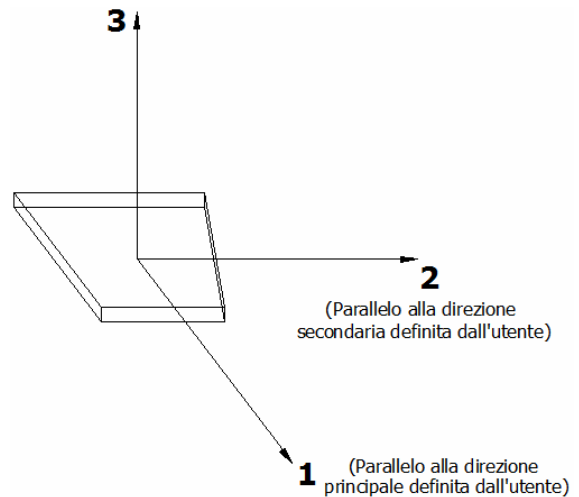 3
2
(Parallelo alla direzione
secondaria definita dall'utente)
1 (Parallelo alla direzione
principale definita dall'utente)